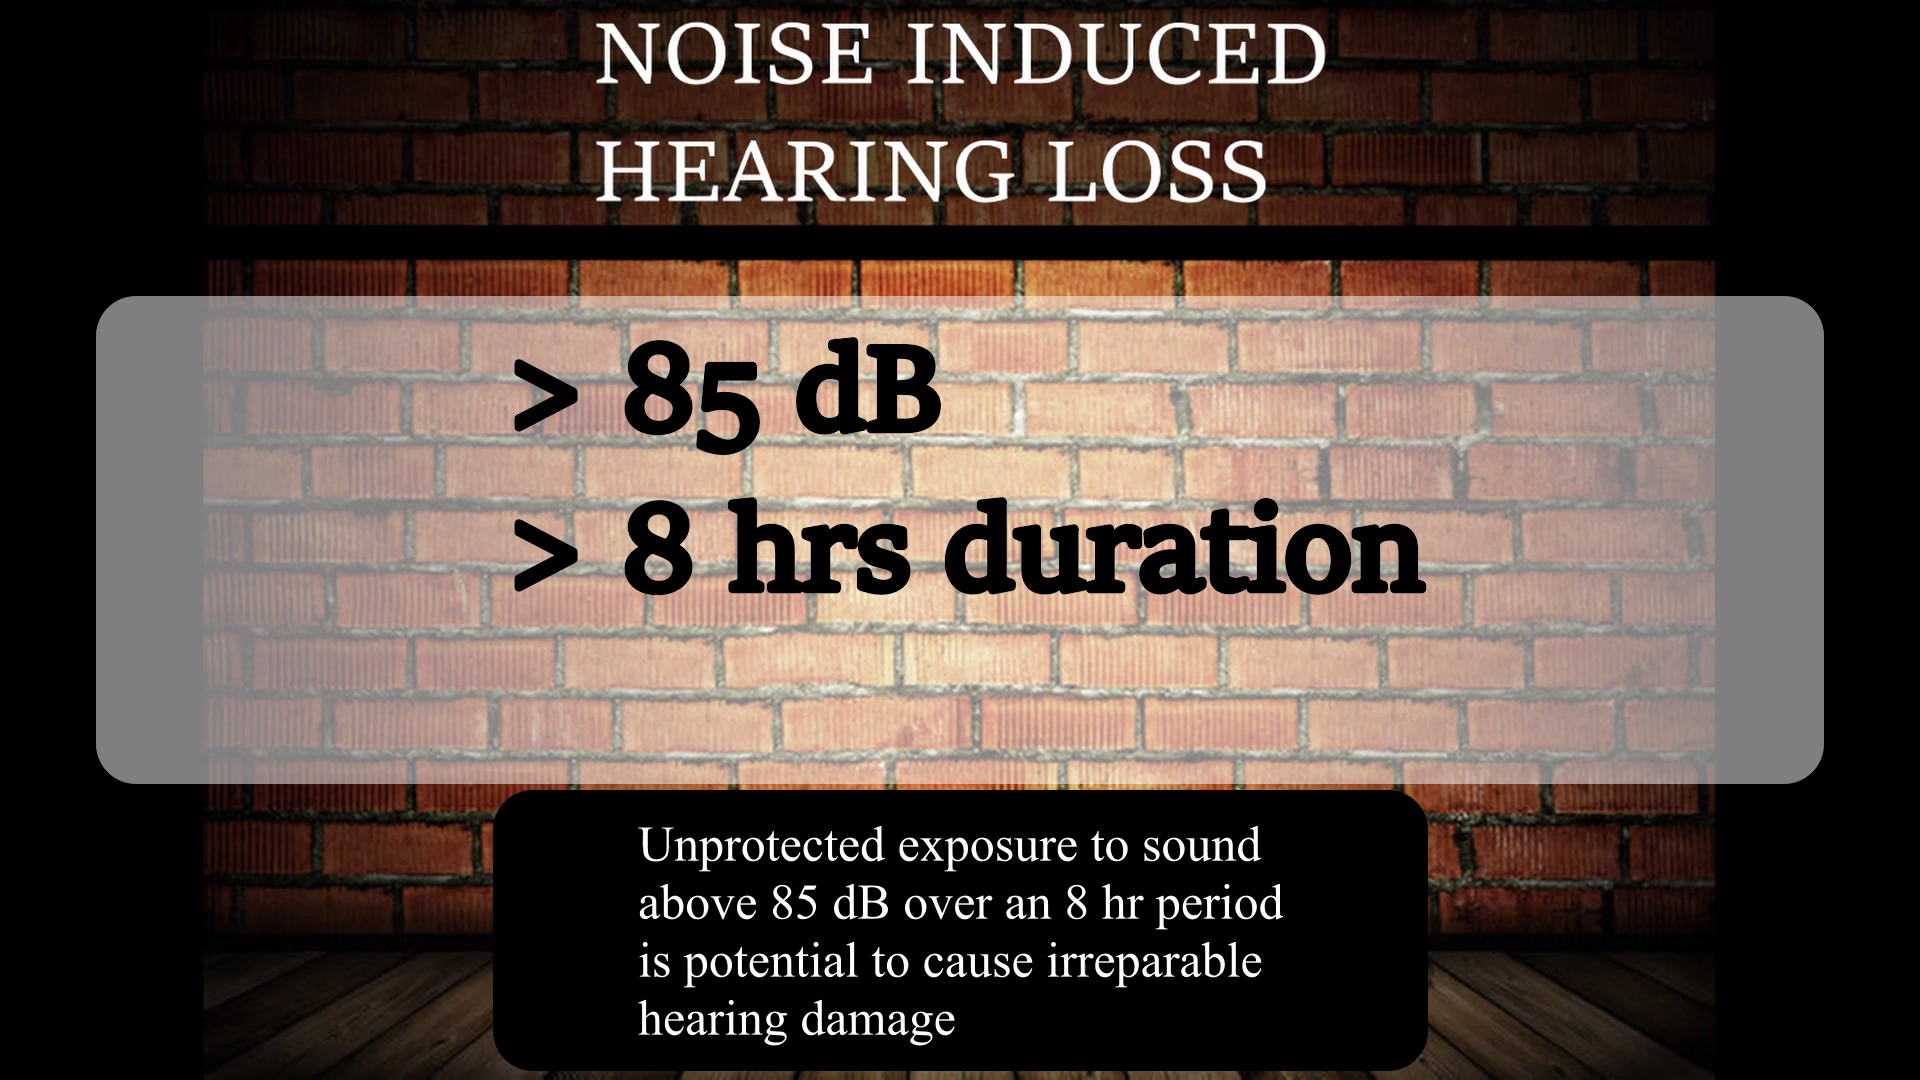 NOISE INDUCED
HEARING LOSS
> 85 dB
> 8 hrs duration
Unprotected exposure to sound
above 85 dB over an 8 hr period
is potential to cause irreparable
hearing damage